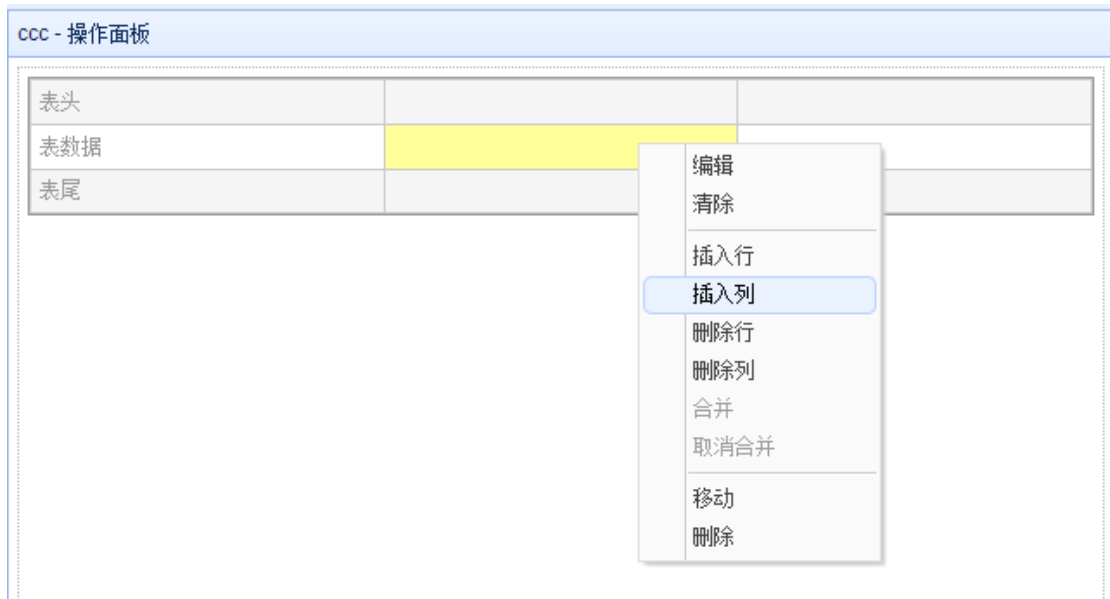 ccc - 操作面板
表头
表数据
表尾
编辑
清除
插入行
插入列
删除行
删除列
合并
取消合并
移动
删除